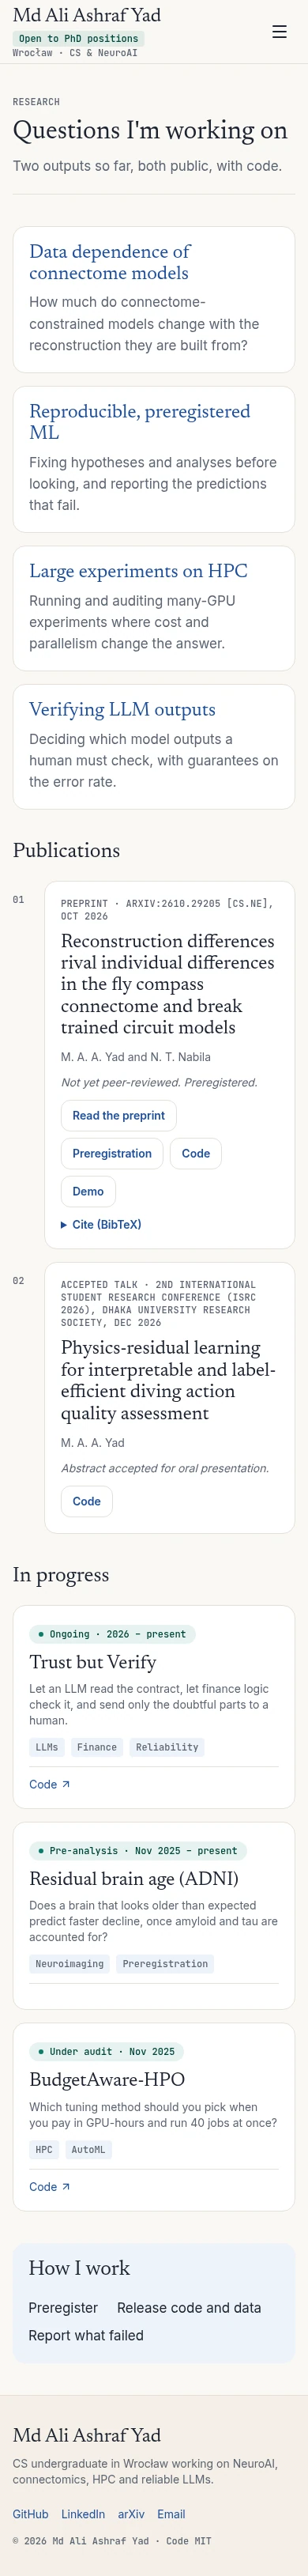 Md Ali Ashraf Yad
Open to PhD positions
Wrocław · CS & NeuroAI
RESEARCH
Questions I'm working on
Two outputs so far, both public, with code.
Data dependence of
connectome models
How much do connectome-
constrained models change with the
reconstruction they are built from?
Reproducible, preregistered
ML
Fixing hypotheses and analyses before
looking, and reporting the predictions
that fail.
Large experiments on HPC
Running and auditing many-GPU
experiments where cost and
parallelism change the answer.
Verifying LLM outputs
Deciding which model outputs a
human must check, with guarantees on
the error rate.
Publications
01
PREPRINT · ARXIV:2610.29205 [CS.NE],
OCT 2026
Reconstruction differences
rival individual differences
in the fly compass
connectome and break
trained circuit models
M. A. A. Yad and N. T. Nabila
Not yet peer-reviewed. Preregistered.
Read the preprint
Preregistration Code
Demo
▶ Cite (BibTeX)
02
ACCEPTED TALK · 2ND INTERNATIONAL
STUDENT RESEARCH CONFERENCE (ISRC
2026), DHAKA UNIVERSITY RESEARCH
SOCIETY, DEC 2026
Physics-residual learning
for interpretable and label-
efficient diving action
quality assessment
M. A. A. Yad
Abstract accepted for oral presentation.
Code
In progress
Ongoing · 2026 – present
Trust but Verify
Let an LLM read the contract, let finance logic
check it, and send only the doubtful parts to a
human.
LLMs Finance Reliability
Code ↗
Pre-analysis · Nov 2025 – present
Residual brain age (ADNI)
Does a brain that looks older than expected
predict faster decline, once amyloid and tau are
accounted for?
Neuroimaging Preregistration
Under audit · Nov 2025
BudgetAware-HPO
Which tuning method should you pick when
you pay in GPU-hours and run 40 jobs at once?
HPC AutoML
Code ↗
How I work
Preregister Release code and data
Report what failed
Md Ali Ashraf Yad
CS undergraduate in Wrocław working on NeuroAI,
connectomics, HPC and reliable LLMs.
GitHub LinkedIn arXiv Email
© 2026 Md Ali Ashraf Yad · Code MIT